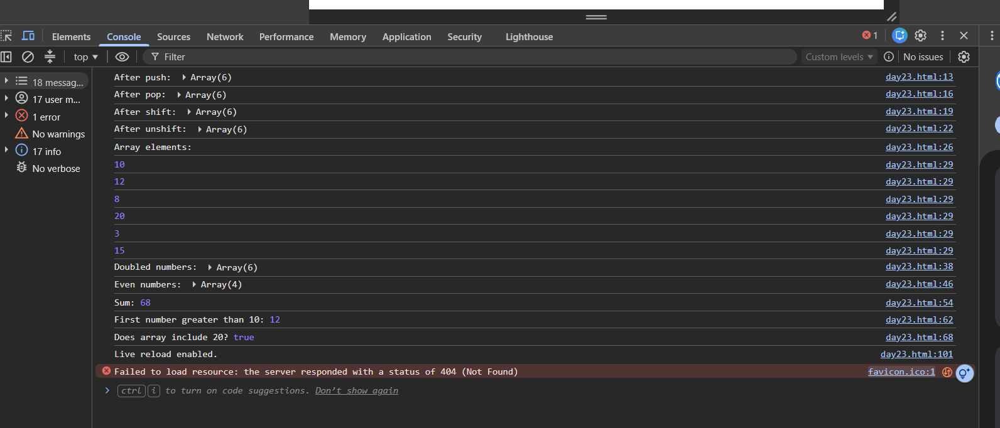 Elements Console Sources Network Performance Memory Application Security Lighthouse 1
top Filter Custom levels No issues
18 messag...
17 user m...
1 error
No warnings
17 info
No verbose
After push: Array(6) day23.html:13
After pop: Array(6) day23.html:16
After shift: Array(6) day23.html:19
After unshift: Array(6) day23.html:22
Array elements: day23.html:26
10 day23.html:29
12 day23.html:29
8 day23.html:29
20 day23.html:29
3 day23.html:29
15 day23.html:29
Doubled numbers: Array(6) day23.html:38
Even numbers: Array(4) day23.html:46
Sum: 68 day23.html:54
First number greater than 10: 12 day23.html:62
Does array include 20? true day23.html:68
Live reload enabled. day23.html:101
Failed to load resource: the server responded with a status of 404 (Not Found) favicon.ico:1
ctrl i to turn on code suggestions. Don't show again